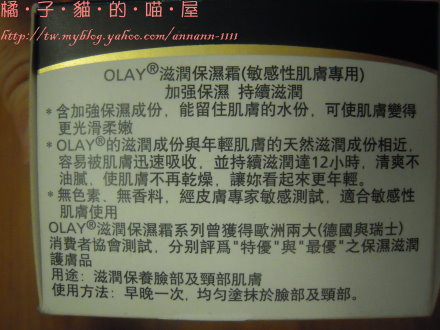 橘・子・貓・的・喵・屋
http://tw.myblog.yahoo.com/annann-1111
OLAY®滋潤保濕霜(敏感性肌膚專用)
加強保濕 持續滋潤
*含加強保濕成份,能留住肌膚的水份,可使肌膚變得
更光滑柔嫩
*OLAY®的滋潤成份與年輕肌膚的天然滋潤成份相近,
容易被肌膚迅速吸收,並持續滋潤達12小時,清爽不
油膩,使肌膚不再乾燥,讓妳看起來更年輕。
*無色素、無香料,經皮膚專家敏感測試,適合敏感性
肌膚使用
OLAY®滋潤保濕霜系列曾獲得歐洲兩大(德國與瑞士)
消費者協會測試,分別評爲"特優"與"最優"之保濕滋潤
護膚品
用途:滋潤保養臉部及頸部肌膚
使用方法:早晚一次,均勻塗抹於臉部及頸部。